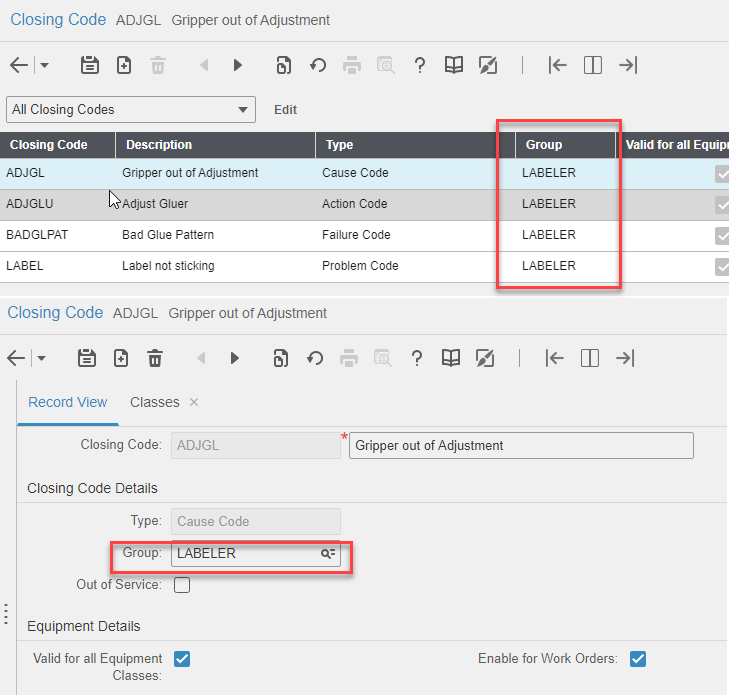 Closing Code ADJGL Gripper out of Adjustment
All Closing Codes Edit
Closing Code Description Type Group Valid for all Equip
ADJGL Gripper out of Adjustment Cause Code LABELER
ADJGLU Adjust Gluer Action Code LABELER
BADGLPAT Bad Glue Pattern Failure Code LABELER
LABEL Label not sticking Problem Code LABELER
Closing Code ADJGL Gripper out of Adjustment
Record View Classes ×
Closing Code: ADJGL * Gripper out of Adjustment
Closing Code Details
Type: Cause Code
Group: LABELER
Out of Service:
Equipment Details
Valid for all Equipment Classes: Enable for Work Orders: